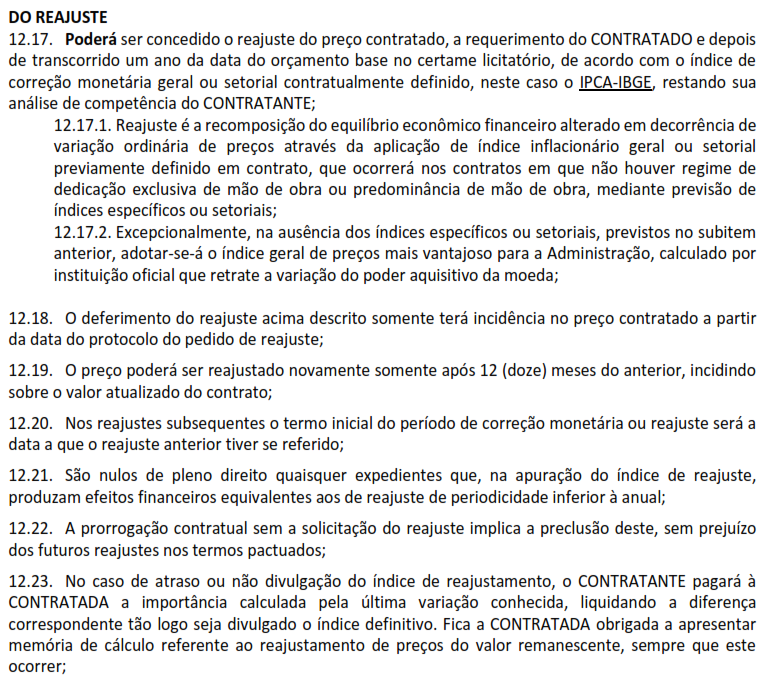 DO REAJUSTE
12.17. Poderá ser concedido o reajuste do preço contratado, a requerimento do CONTRATADO e depois
de transcorrido um ano da data do orçamento base no certame licitatório, de acordo com o índice de
correção monetária geral ou setorial contratualmente definido, neste caso o IPCA-IBGE, restando sua
análise de competência do CONTRATANTE;
12.17.1. Reajuste é a recomposição do equilíbrio econômico financeiro alterado em decorrência de
variação ordinária de preços através da aplicação de índice inflacionário geral ou setorial
previamente definido em contrato, que ocorrerá nos contratos em que não houver regime de
dedicação exclusiva de mão de obra ou predominância de mão de obra, mediante previsão de
índices específicos ou setoriais;
12.17.2. Excepcionalmente, na ausência dos índices específicos ou setoriais, previstos no subitem
anterior, adotar-se-á o índice geral de preços mais vantajoso para a Administração, calculado por
instituição oficial que retrate a variação do poder aquisitivo da moeda;
12.18. O deferimento do reajuste acima descrito somente terá incidência no preço contratado a partir
da data do protocolo do pedido de reajuste;
12.19. O preço poderá ser reajustado novamente somente após 12 (doze) meses do anterior, incidindo
sobre o valor atualizado do contrato;
12.20. Nos reajustes subsequentes o termo inicial do período de correção monetária ou reajuste será a
data a que o reajuste anterior tiver se referido;
12.21. São nulos de pleno direito quaisquer expedientes que, na apuração do índice de reajuste,
produzam efeitos financeiros equivalentes aos de reajuste de periodicidade inferior à anual;
12.22. A prorrogação contratual sem a solicitação do reajuste implica a preclusão deste, sem prejuízo
dos futuros reajustes nos termos pactuados;
12.23. No caso de atraso ou não divulgação do índice de reajustamento, o CONTRATANTE pagará à
CONTRATADA a importância calculada pela última variação conhecida, liquidando a diferença
correspondente tão logo seja divulgado o índice definitivo. Fica a CONTRATADA obrigada a apresentar
memória de cálculo referente ao reajustamento de preços do valor remanescente, sempre que este
ocorrer;